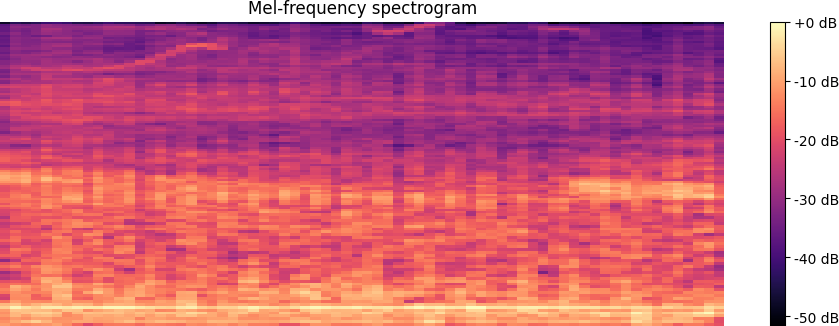 Mel-frequency spectrogram
+0 dB
-10 dB
-20 dB
-30 dB
-40 dB
-50 dB